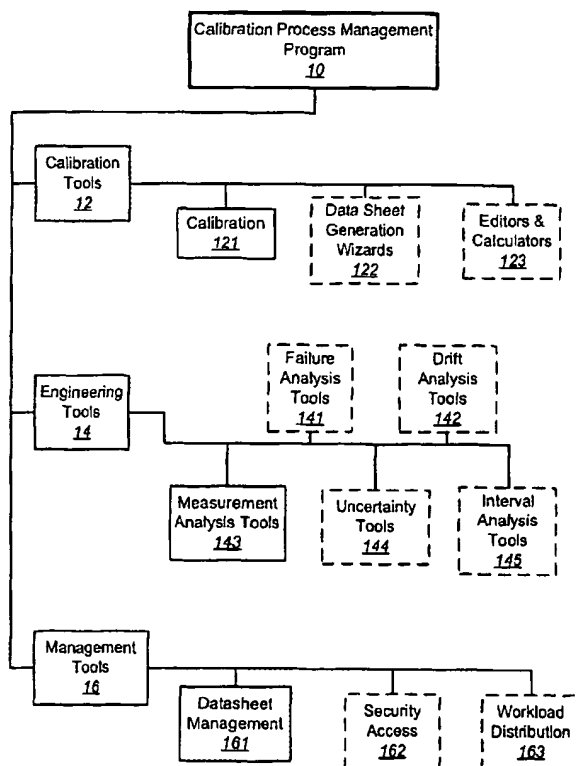 Calibration Process Management
Program
10
Calibration
Tools
12
Calibration
121
Data Sheet
Generation
Wizards
122
Editors &
Calculators
123
Failure
Analysis
Tools
141
Drift
Analysis
Tools
142
Engineering
Tools
14
Measurement
Analysis Tools
143
Uncertainty
Tools
144
Interval
Analysis
Tools
145
Management
Tools
16
Datasheet
Management
161
Security
Access
162
Workload
Distribution
163